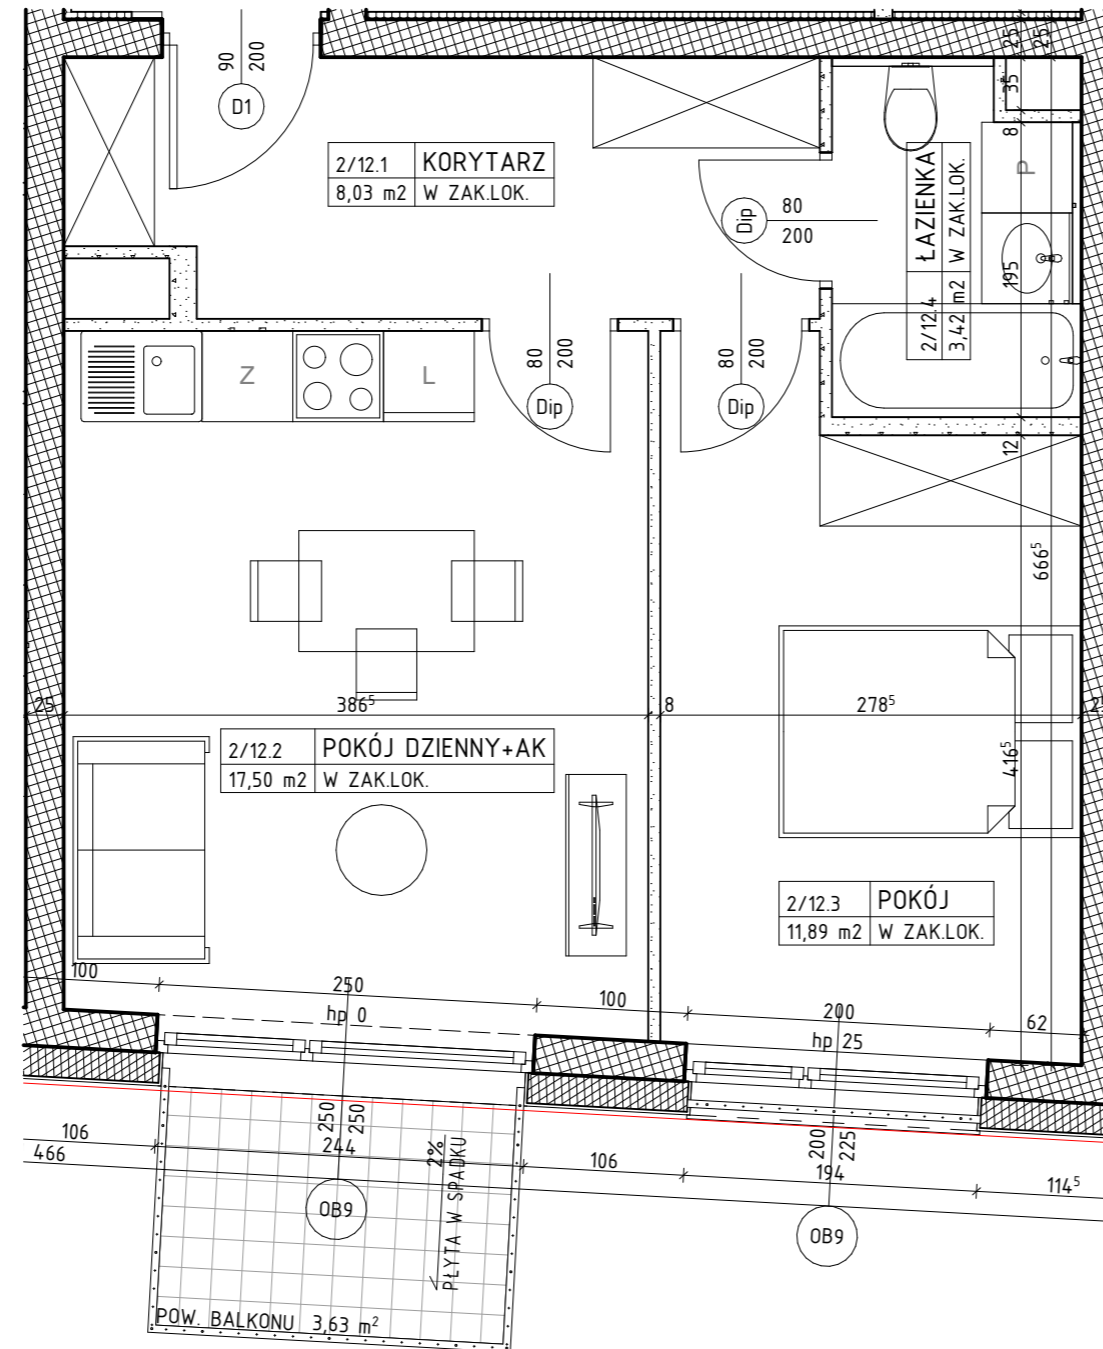 90
200
D1
25
25
35
8
2/12.1 KORYTARZ
8,03 m2 W ZAK.LOK.
2/12.4 ŁAZIENKA
3,42 m2 W ZAK.LOK.
P
Dip
80
200
195
80
200
Dip
80
200
Dip
Z
L
12
666⁵
25
386⁵
8
278⁵
25
416⁵
2/12.2 POKÓJ DZIENNY+AK
17,50 m2 W ZAK.LOK.
2/12.3 POKÓJ
11,89 m2 W ZAK.LOK.
100
250
100
200
62
hp 0
hp 25
250
250
200
225
106
244
106
194
114⁵
466
OB9
OB9
2%
PŁYTA W SPADKU
POW. BALKONU 3,63 m²